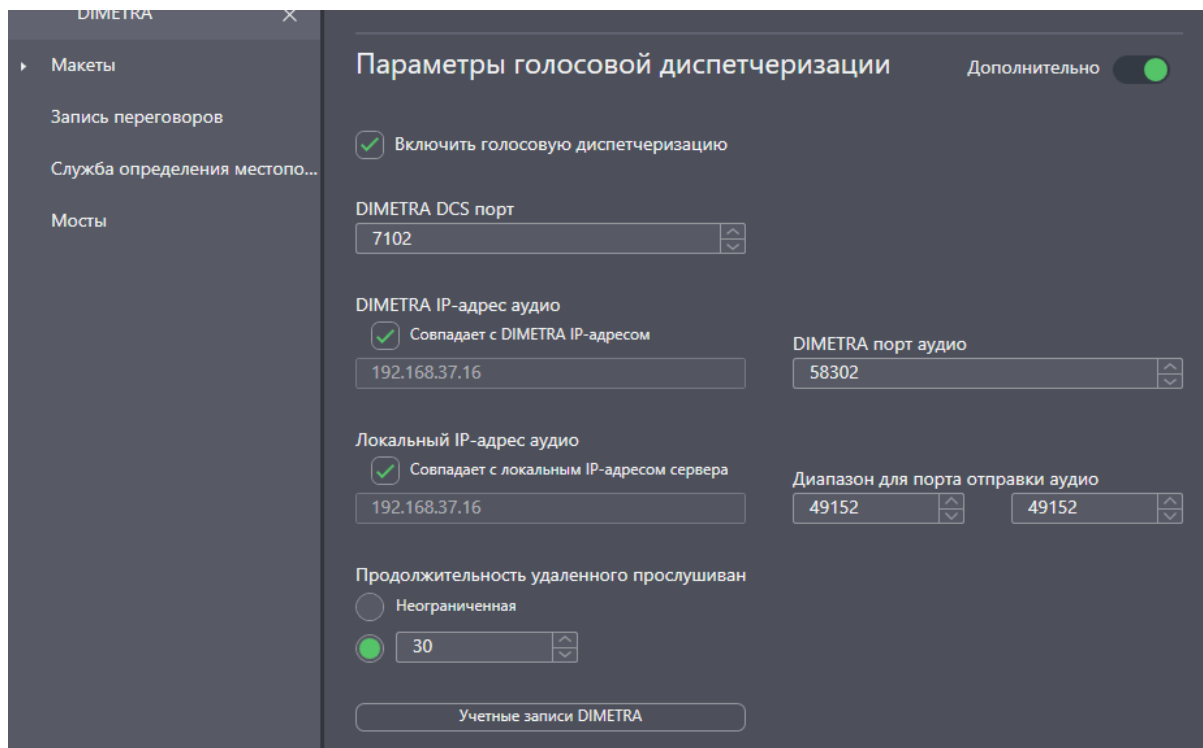 DIMETRA
Макеты
Запись переговоров
Служба определения местопо...
Мосты
Параметры голосовой диспетчеризации
Дополнительно
Включить голосовую диспетчеризацию
DIMETRA DCS порт
7102
DIMETRA IP-адрес аудио
Совпадает с DIMETRA IP-адресом
192.168.37.16
DIMETRA порт аудио
58302
Локальный IP-адрес аудио
Совпадает с локальным IP-адресом сервера
192.168.37.16
Диапазон для порта отправки аудио
49152 49152
Продолжительность удаленного прослушиван
Неограниченная
30
Учетные записи DIMETRA